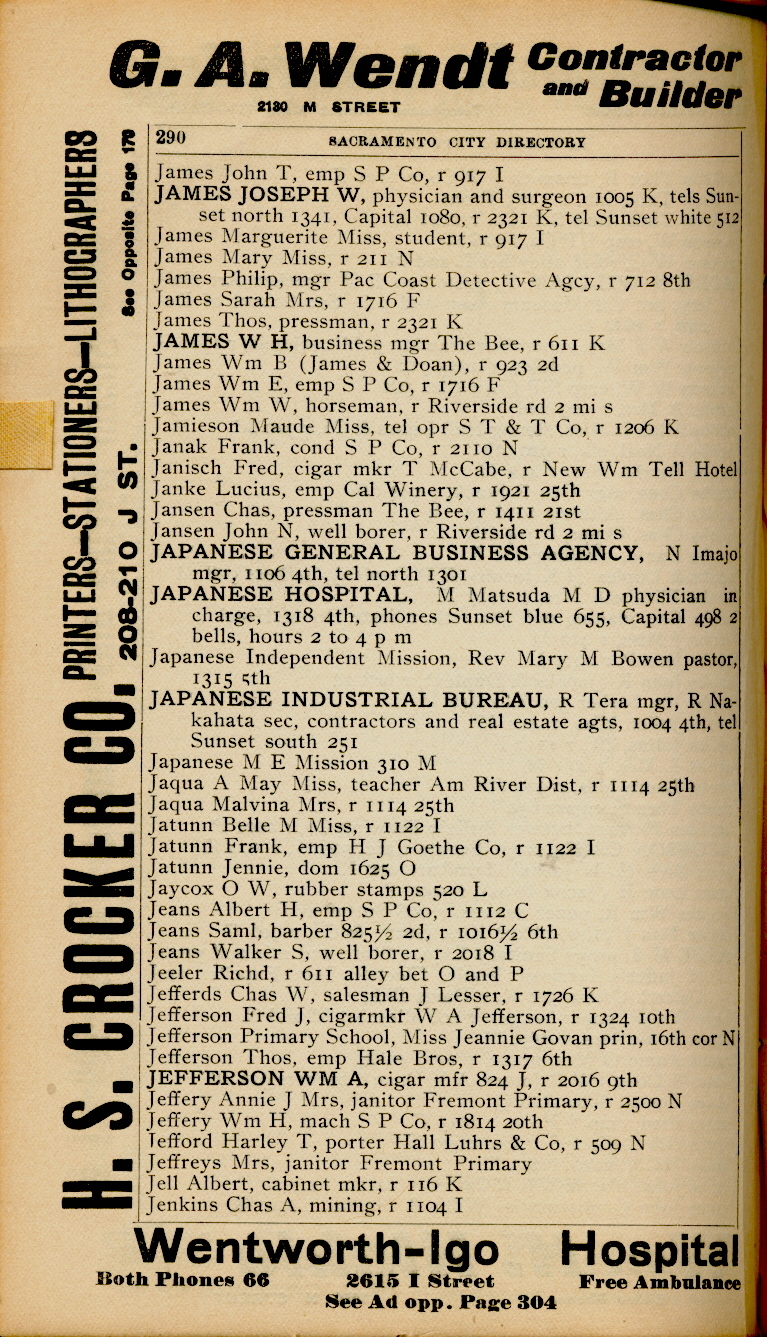 G. A. Wendt Contractor and Builder
2130 M STREET
H. S. CROCKER CO. PRINTERS—STATIONERS—LITHOGRAPHERS
208-210 J ST. See Opposite Page 170
290 SACRAMENTO CITY DIRECTORY
James John T, emp S P Co, r 917 I
JAMES JOSEPH W, physician and surgeon 1005 K, tels Sun-
set north 1341, Capital 1080, r 2321 K, tel Sunset white 512
James Marguerite Miss, student, r 917 I
James Mary Miss, r 211 N
James Philip, mgr Pac Coast Detective Agcy, r 712 8th
James Sarah Mrs, r 1716 F
James Thos, pressman, r 2321 K
JAMES W H, business mgr The Bee, r 611 K
James Wm B (James & Doan), r 923 2d
James Wm E, emp S P Co, r 1716 F
James Wm W, horseman, r Riverside rd 2 mi s
Jamieson Maude Miss, tel opr S T & T Co, r 1206 K
Janak Frank, cond S P Co, r 2110 N
Janisch Fred, cigar mkr T McCabe, r New Wm Tell Hotel
Janke Lucius, emp Cal Winery, r 1921 25th
Jansen Chas, pressman The Bee, r 1411 21st
Jansen John N, well borer, r Riverside rd 2 mi s
JAPANESE GENERAL BUSINESS AGENCY, N Imajo
mgr, 1106 4th, tel north 1301
JAPANESE HOSPITAL, M Matsuda M D physician in
charge, 1318 4th, phones Sunset blue 655, Capital 498 2
bells, hours 2 to 4 p m
Japanese Independent Mission, Rev Mary M Bowen pastor,
1315 5th
JAPANESE INDUSTRIAL BUREAU, R Tera mgr, R Na-
kahata sec, contractors and real estate agts, 1004 4th, tel
Sunset south 251
Japanese M E Mission 310 M
Jaqua A May Miss, teacher Am River Dist, r 1114 25th
Jaqua Malvina Mrs, r 1114 25th
Jatunn Belle M Miss, r 1122 I
Jatunn Frank, emp H J Goethe Co, r 1122 I
Jatunn Jennie, dom 1625 O
Jaycox O W, rubber stamps 520 L
Jeans Albert H, emp S P Co, r 1112 C
Jeans Saml, barber 825½ 2d, r 1016½ 6th
Jeans Walker S, well borer, r 2018 I
Jeeler Richd, r 611 alley bet O and P
Jefferds Chas W, salesman J Lesser, r 1726 K
Jefferson Fred J, cigarmkr W A Jefferson, r 1324 10th
Jefferson Primary School, Miss Jeannie Govan prin, 16th cor N
Jefferson Thos, emp Hale Bros, r 1317 6th
JEFFERSON WM A, cigar mfr 824 J, r 2016 9th
Jeffery Annie J Mrs, janitor Fremont Primary, r 2500 N
Jeffery Wm H, mach S P Co, r 1814 20th
Jefford Harley T, porter Hall Luhrs & Co, r 509 N
Jeffreys Mrs, janitor Fremont Primary
Jell Albert, cabinet mkr, r 116 K
Jenkins Chas A, mining, r 1104 I
Wentworth-Igo Hospital
Both Phones 66 2615 I Street Free Ambulance
See Ad opp. Page 304